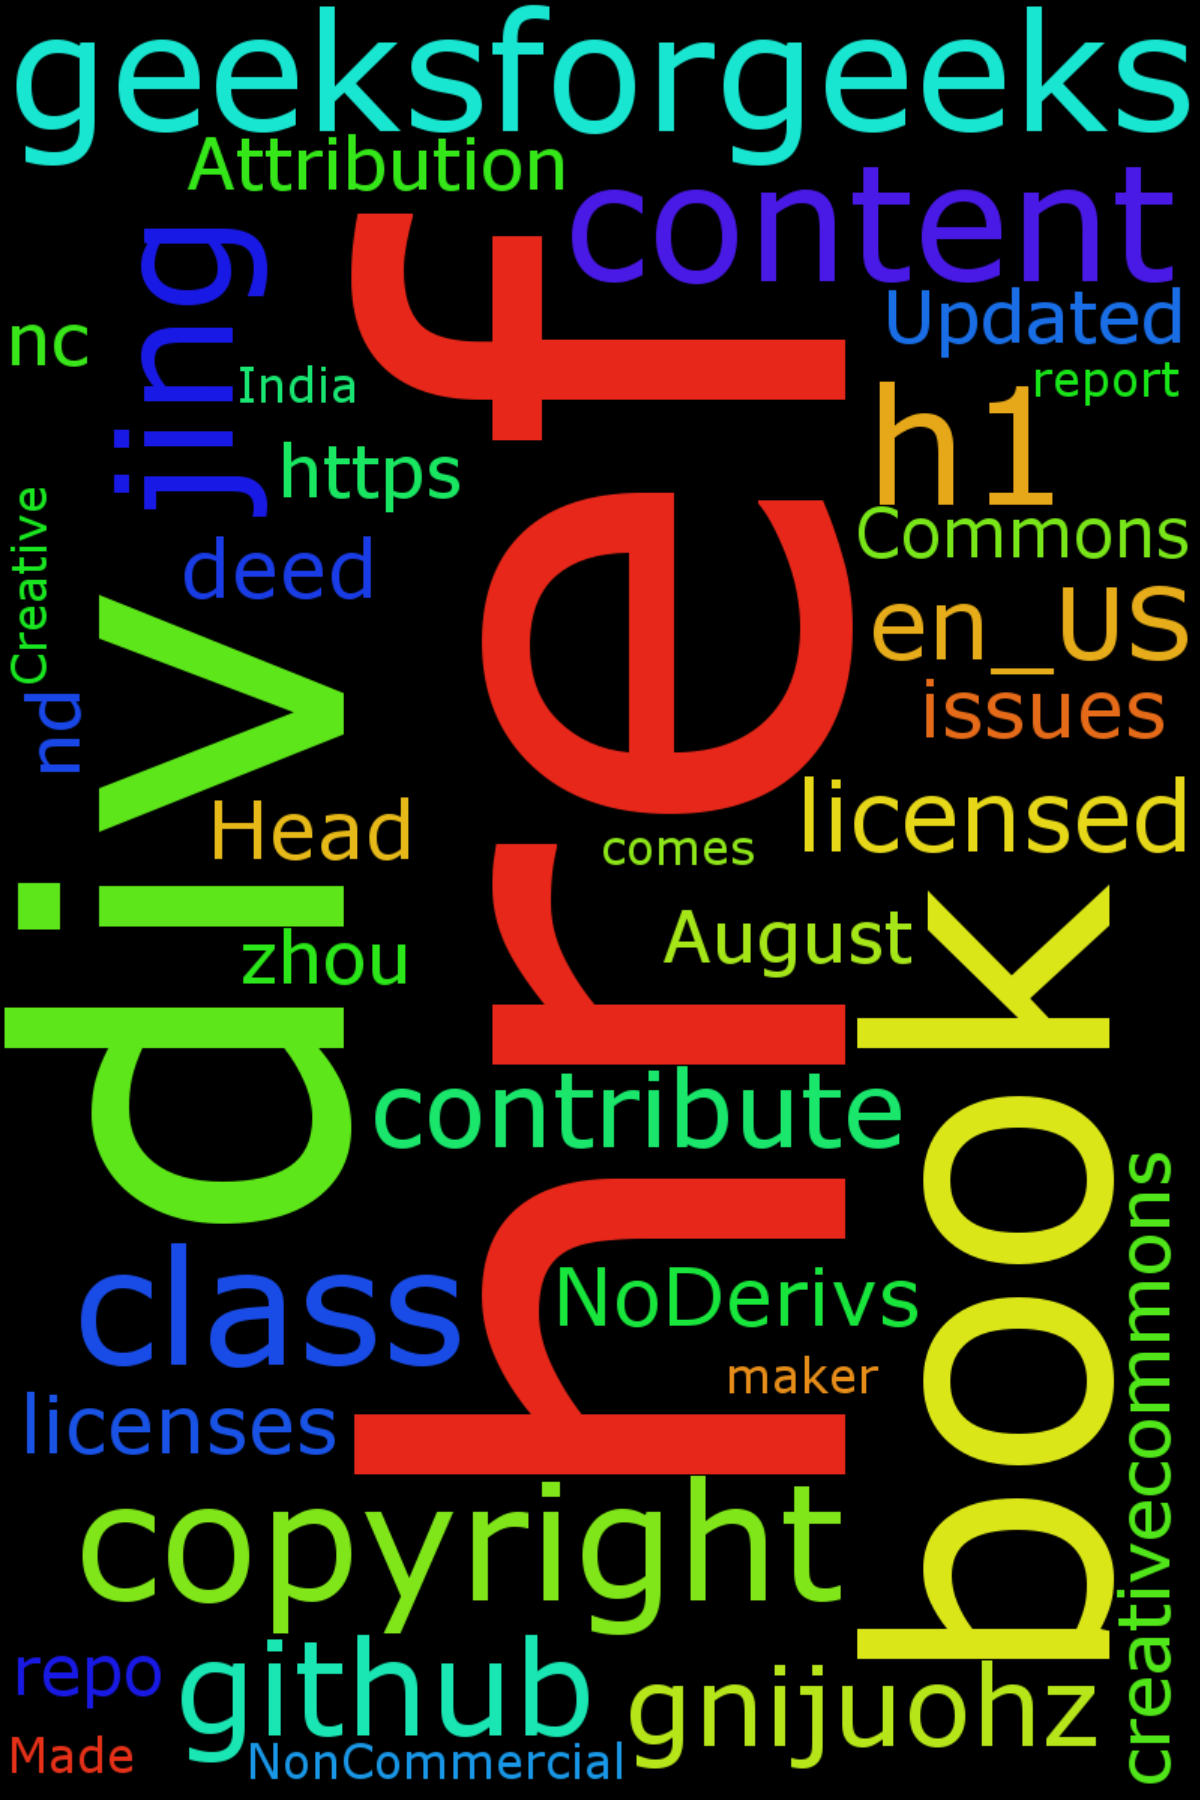 geeksforgeeks
Attribution
content
jing
href
Updated
nc
India
report
h1
https
Creative
Commons
deed
en_US
div
issues
nd
Head
licensed
comes
book
August
zhou
contribute
creativecommons
class
NoDerivs
maker
licenses
copyright
repo
github
gnijuohz
Made
NonCommercial